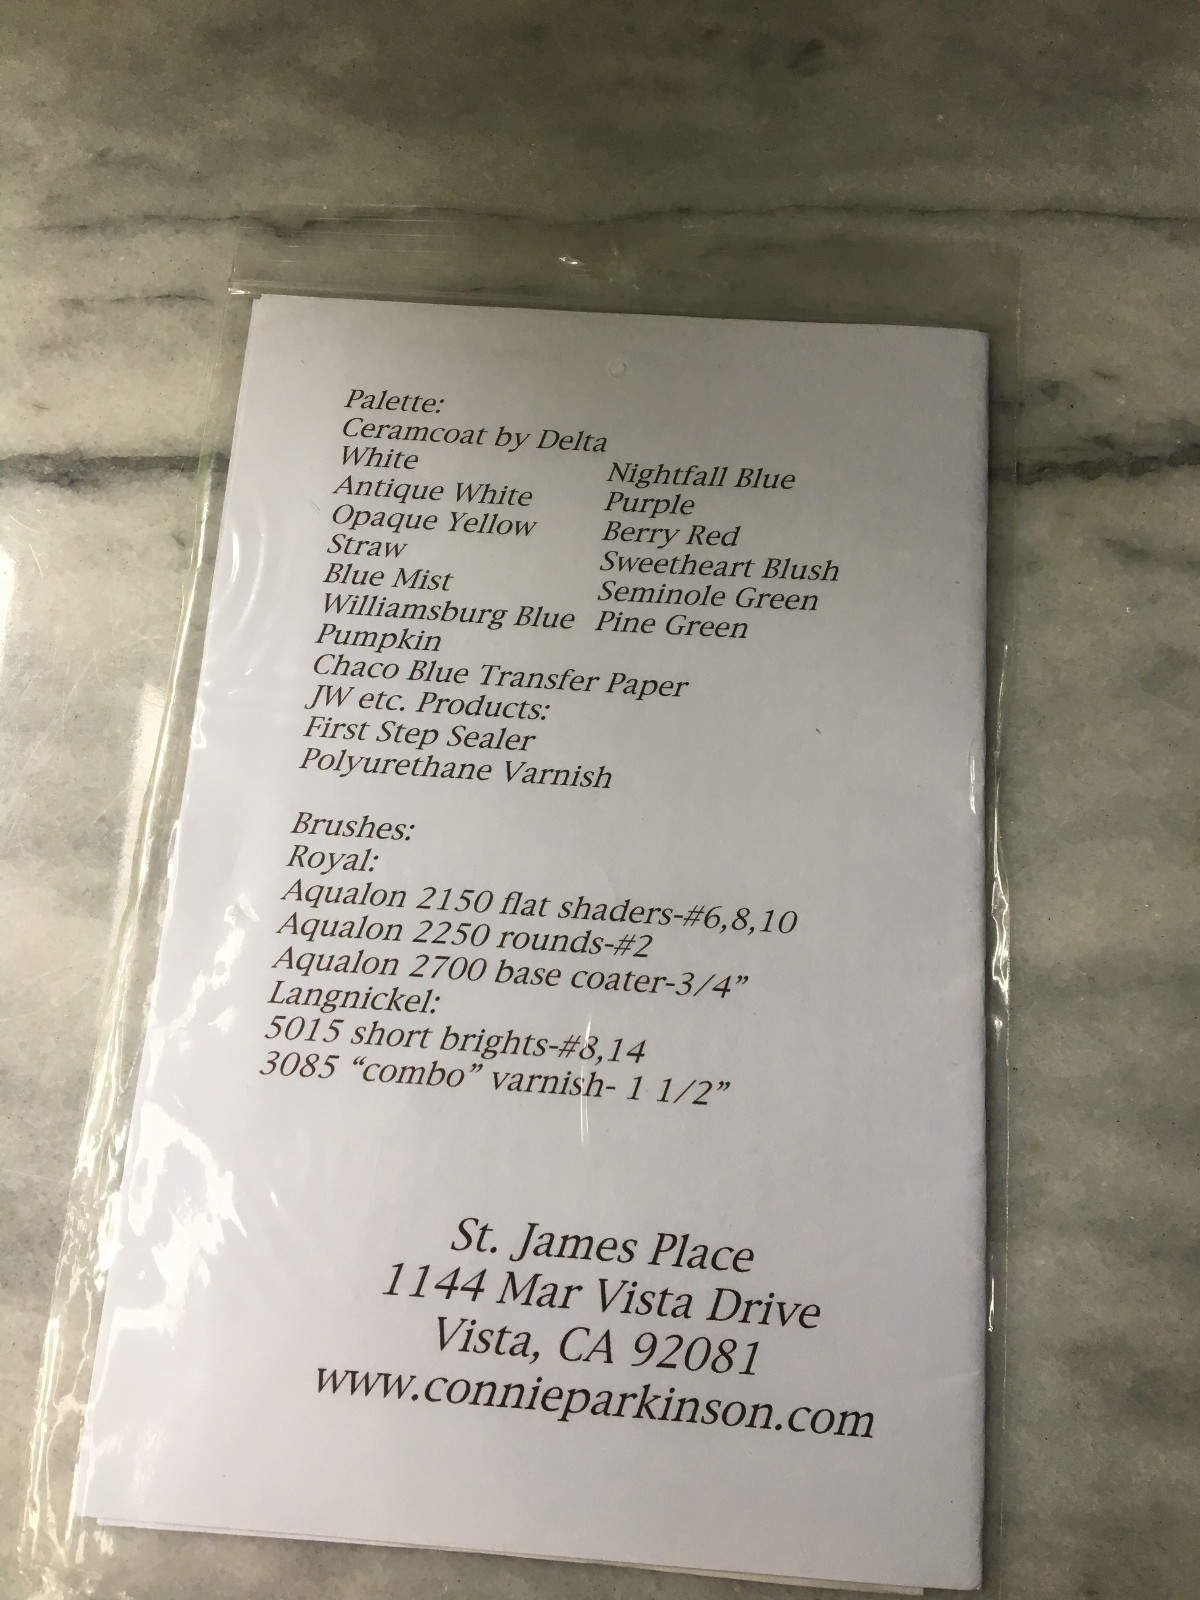 Palette:
Ceramcoat by Delta
White
Antique White
Opaque Yellow
Straw
Blue Mist
Williamsburg Blue
Pumpkin
Nightfall Blue
Purple
Berry Red
Sweetheart Blush
Seminole Green
Pine Green
Chaco Blue Transfer Paper
JW etc. Products:
First Step Sealer
Polyurethane Varnish
Brushes:
Royal:
Aqualon 2150 flat shaders-#6,8,10
Aqualon 2250 rounds-#2
Aqualon 2700 base coater-3/4”
Langnickel:
5015 short brights-#8,14
3085 “combo” varnish- 1 1/2”
St. James Place
1144 Mar Vista Drive
Vista, CA 92081
www.connieparkinson.com